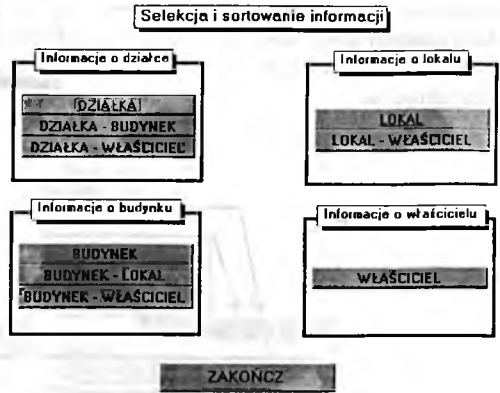 Selekcja i sortowanie informacji
Informacje o działce
DZIAŁKA
DZIAŁKA - BUDYNEK
DZIAŁKA - WŁAŚCICIEL
Informacje o lokalu
LOKAL
LOKAL - WŁAŚCICIEL
Informacje o budynku
BUDYNEK
BUDYNEK - LOKAL
BUDYNEK - WŁAŚCICIEL
Informacje o właścicielu
WŁAŚCICIEL
ZAKOŃCZ